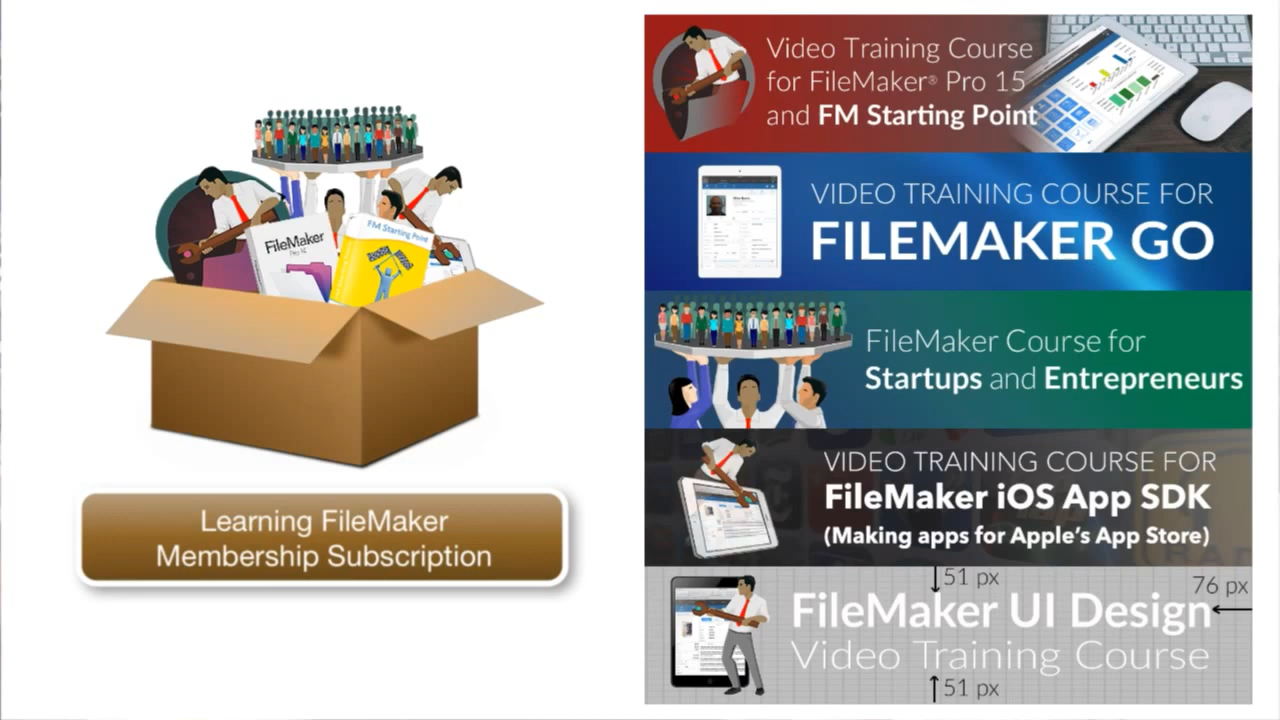 FileMaker
Pro 14
FM Starting Point
Learning FileMaker
Membership Subscription
Video Training Course
for FileMaker® Pro 15
and FM Starting Point
VIDEO TRAINING COURSE FOR
FILEMAKER GO
FileMaker Course for
Startups and Entrepreneurs
VIDEO TRAINING COURSE FOR
FileMaker iOS App SDK
(Making apps for Apple's App Store)
51 px
76 px
FileMaker UI Design
Video Training Course
51 px